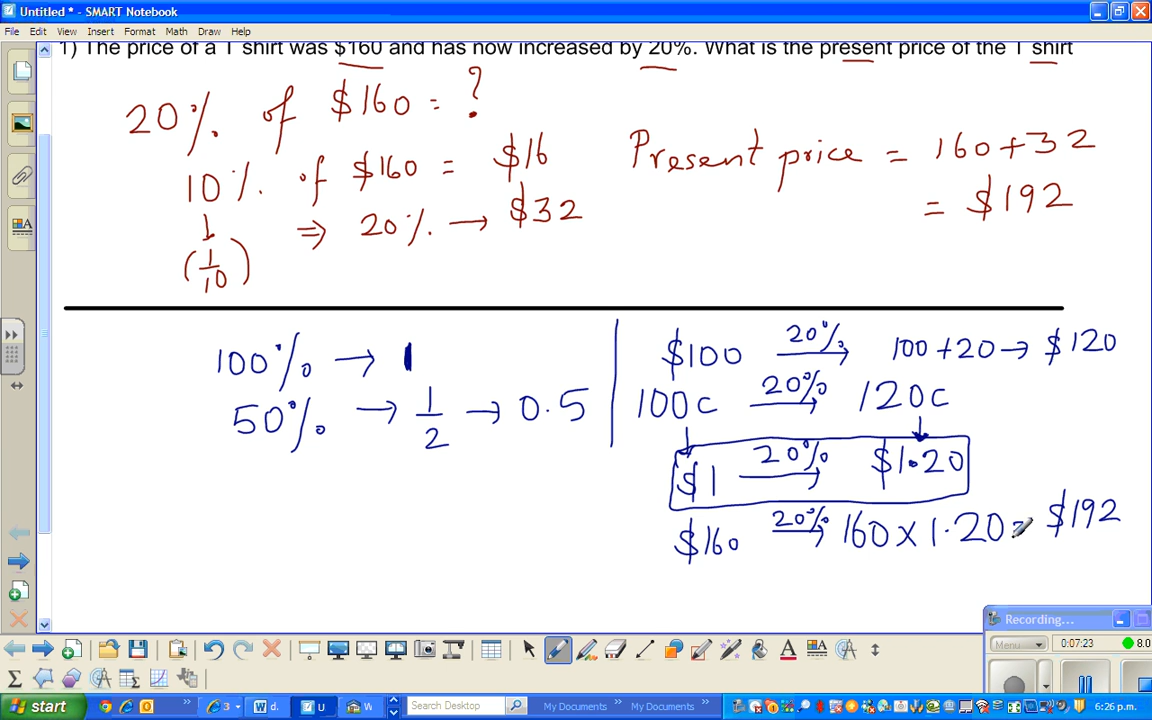 Untitled * - SMART Notebook
File Edit View Insert Format Math Draw Help
1) The price of a T shirt was $160 and has now increased by 20%. What is the present price of the T shirt
20% of $160 = ?
10% of $160 = $16
⇒ 20% → $32
↓
(1/10)
Present price = 160+32
= $192
100% → 1
50% → 1/2 → 0.5
$100 20% → 100+20 → $120
100c 20% → 120c
$1 20% → $1.20
$160 20% → 160 x 1.20 = $192
Recording...
Menu 0:07:23 8.0
start 3 W d. U W Search Desktop My Documents My Documents 6:26 p.m.